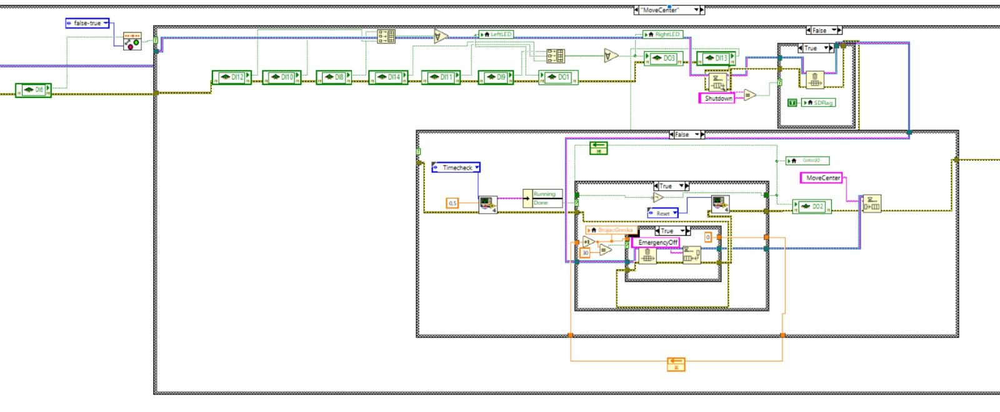 "MoveCenter"
false-true
False
LeftLED
RightLED
True
DI6
DI12
DI10
DI8
DI14
DI11
DI9
DO1
DO3
DI13
Shutdown
SDFlag
False
Timecheck
CenterLED
MoveCenter
True
0,5
Running
Done
Reset
DO2
BrojacGreska
True
EmergencyOff
0
30